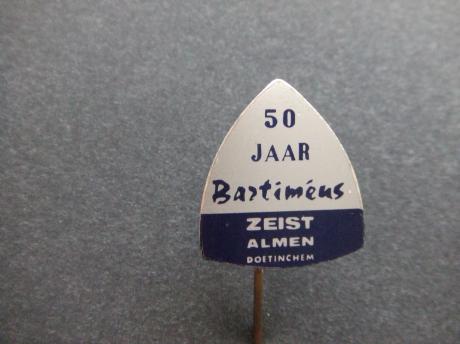 50
JAAR
Bartiméus
ZEIST
ALMEN
DOETINCHEM